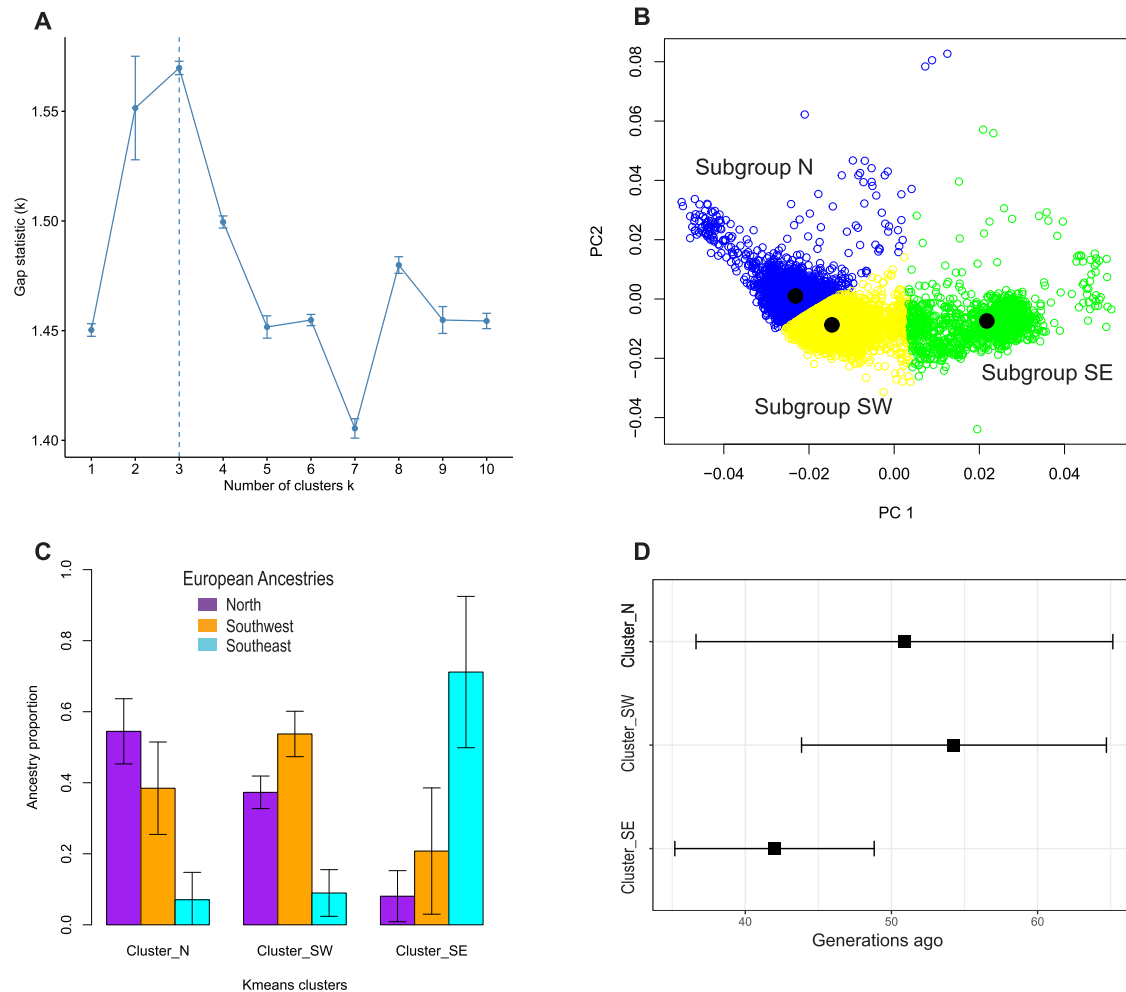 A
Gap statistic (k)
1.55
1.50
1.45
1.40
1 2 3 4 5 6 7 8 9 10
Number of clusters k
B
PC2
0.08
0.06
0.04
0.02
0.00
−0.02
−0.04
Subgroup N
Subgroup SE
Subgroup SW
−0.04 −0.02 0.00 0.02 0.04
PC 1
C
Ancestry proportion
1.0
0.8
0.6
0.4
0.2
0.0
European Ancestries
North
Southwest
Southeast
Cluster_N Cluster_SW Cluster_SE
Kmeans clusters
D
Cluster_N
Cluster_SW
Cluster_SE
40 50 60
Generations ago